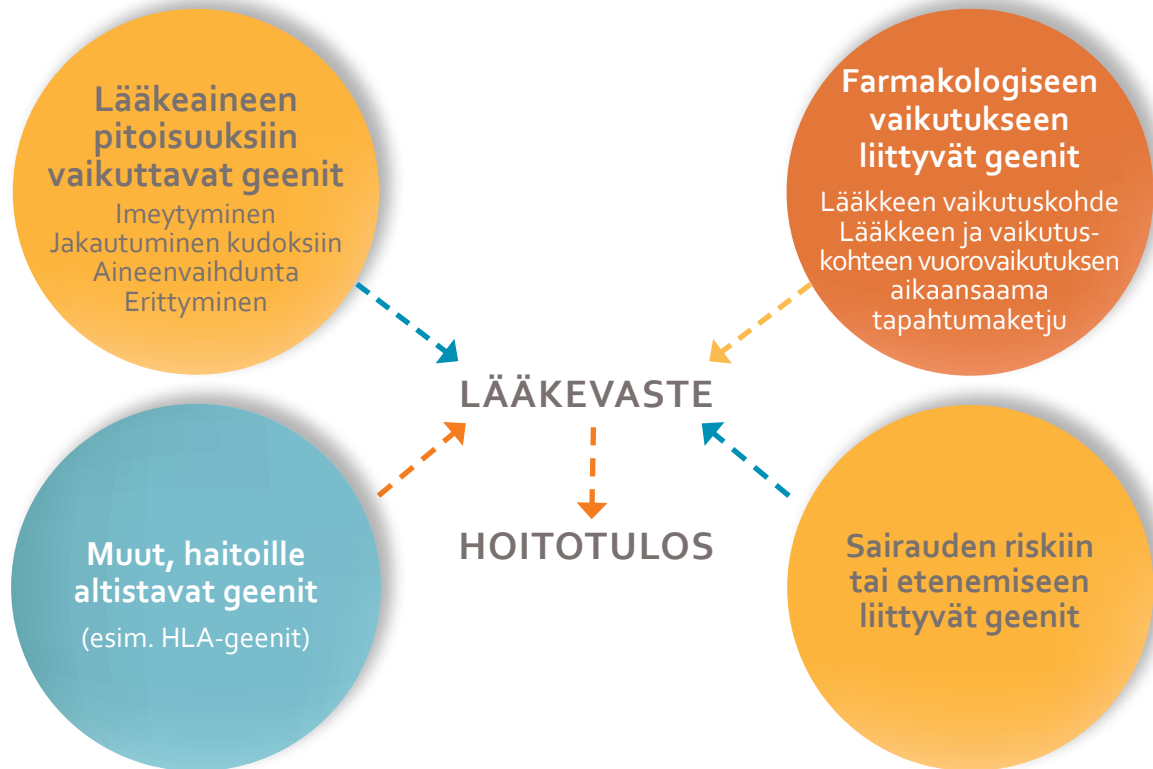 Lääkeaineen
pitoisuuksiin
vaikuttavat geenit
Imeytyminen
Jakautuminen kudoksiin
Aineenvaihdunta
Erittyminen
Farmakologiseen
vaikutukseen
liittyvät geenit
Lääkkeen vaikutuskohde
Lääkkeen ja vaikutus-
kohteen vuorovaikutuksen
aikaansaama
tapahtumaketju
LÄÄKEVASTE
HOITOTULOS
Muut, haitoille
altistavat geenit
(esim. HLA-geenit)
Sairauden riskiin
tai etenemiseen
liittyvät geenit